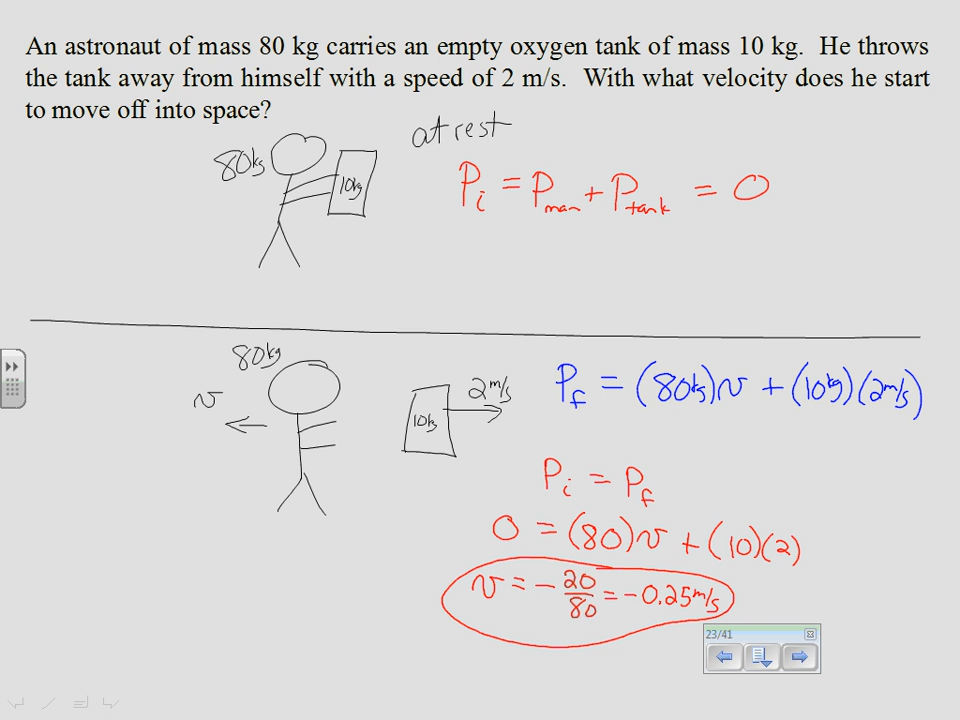 An astronaut of mass 80 kg carries an empty oxygen tank of mass 10 kg. He throws
the tank away from himself with a speed of 2 m/s. With what velocity does he start
to move off into space?
at rest
80kg
10kg
Pi = Pman + Ptank = 0
80kg
v
10kg
2 m/s
Pf = (80kg)v + (10kg)(2m/s)
Pi = Pf
0 = (80)v + (10)(2)
v = - 20/80 = -0.25 m/s
23/41